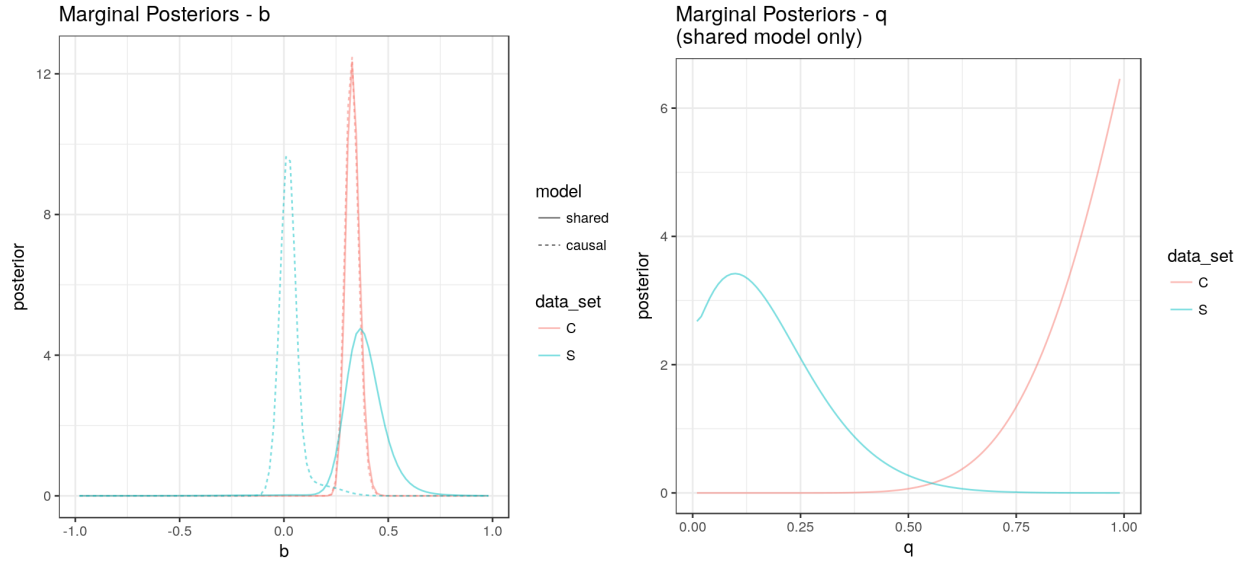 Marginal Posteriors - b
posterior
12
8
4
0
-1.0 -0.5 0.0 0.5 1.0
b
model
shared
causal
data_set
C
S
Marginal Posteriors - q
(shared model only)
posterior
6
4
2
0
0.00 0.25 0.50 0.75 1.00
q
data_set
C
S